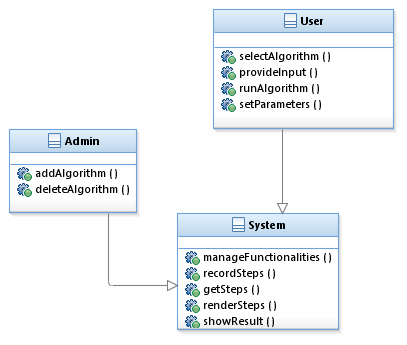 User
selectAlgorithm ()
provideInput ()
runAlgorithm ()
setParameters ()
Admin
addAlgorithm ()
deleteAlgorithm ()
System
manageFunctionalities ()
recordSteps ()
getSteps ()
renderSteps ()
showResult ()